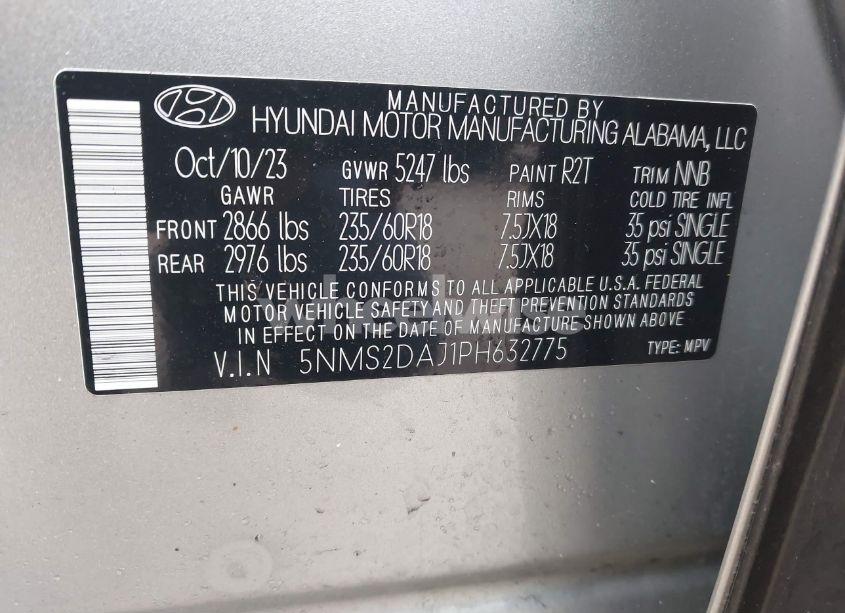 MANUFACTURED BY
HYUNDAI MOTOR MANUFACTURING ALABAMA, LLC
Oct/10/23 GVWR 5247 lbs PAINT R2T TRIM NNB
GAWR TIRES RIMS COLD TIRE INFL
FRONT 2866 lbs 235/60R18 7.5JX18 35 psi SINGLE
REAR 2976 lbs 235/60R18 7.5JX18 35 psi SINGLE
THIS VEHICLE CONFORMS TO ALL APPLICABLE U.S.A. FEDERAL
MOTOR VEHICLE SAFETY AND THEFT PREVENTION STANDARDS
IN EFFECT ON THE DATE OF MANUFACTURE SHOWN ABOVE
V.I.N 5NMS2DAJ1PH632775 TYPE: MPV